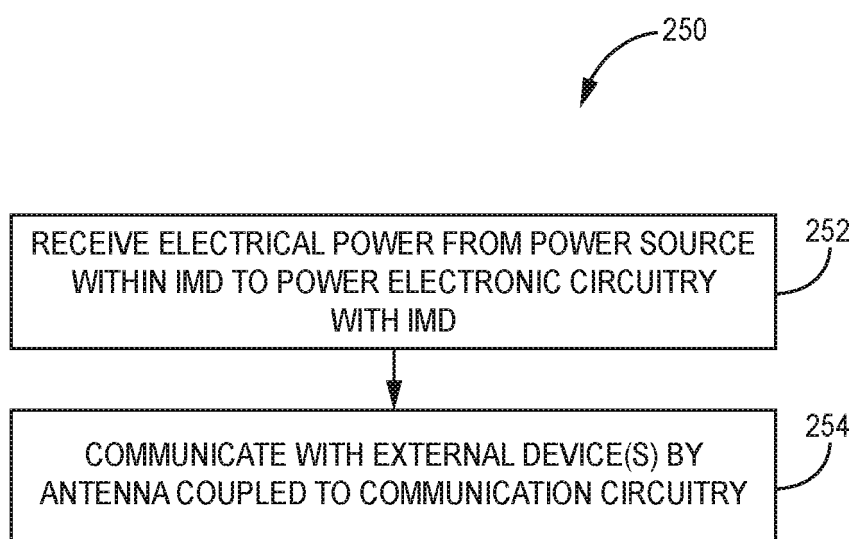 250
RECEIVE ELECTRICAL POWER FROM POWER SOURCE
WITHIN IMD TO POWER ELECTRONIC CIRCUITRY
WITH IMD
252
COMMUNICATE WITH EXTERNAL DEVICE(S) BY
ANTENNA COUPLED TO COMMUNICATION CIRCUITRY
254